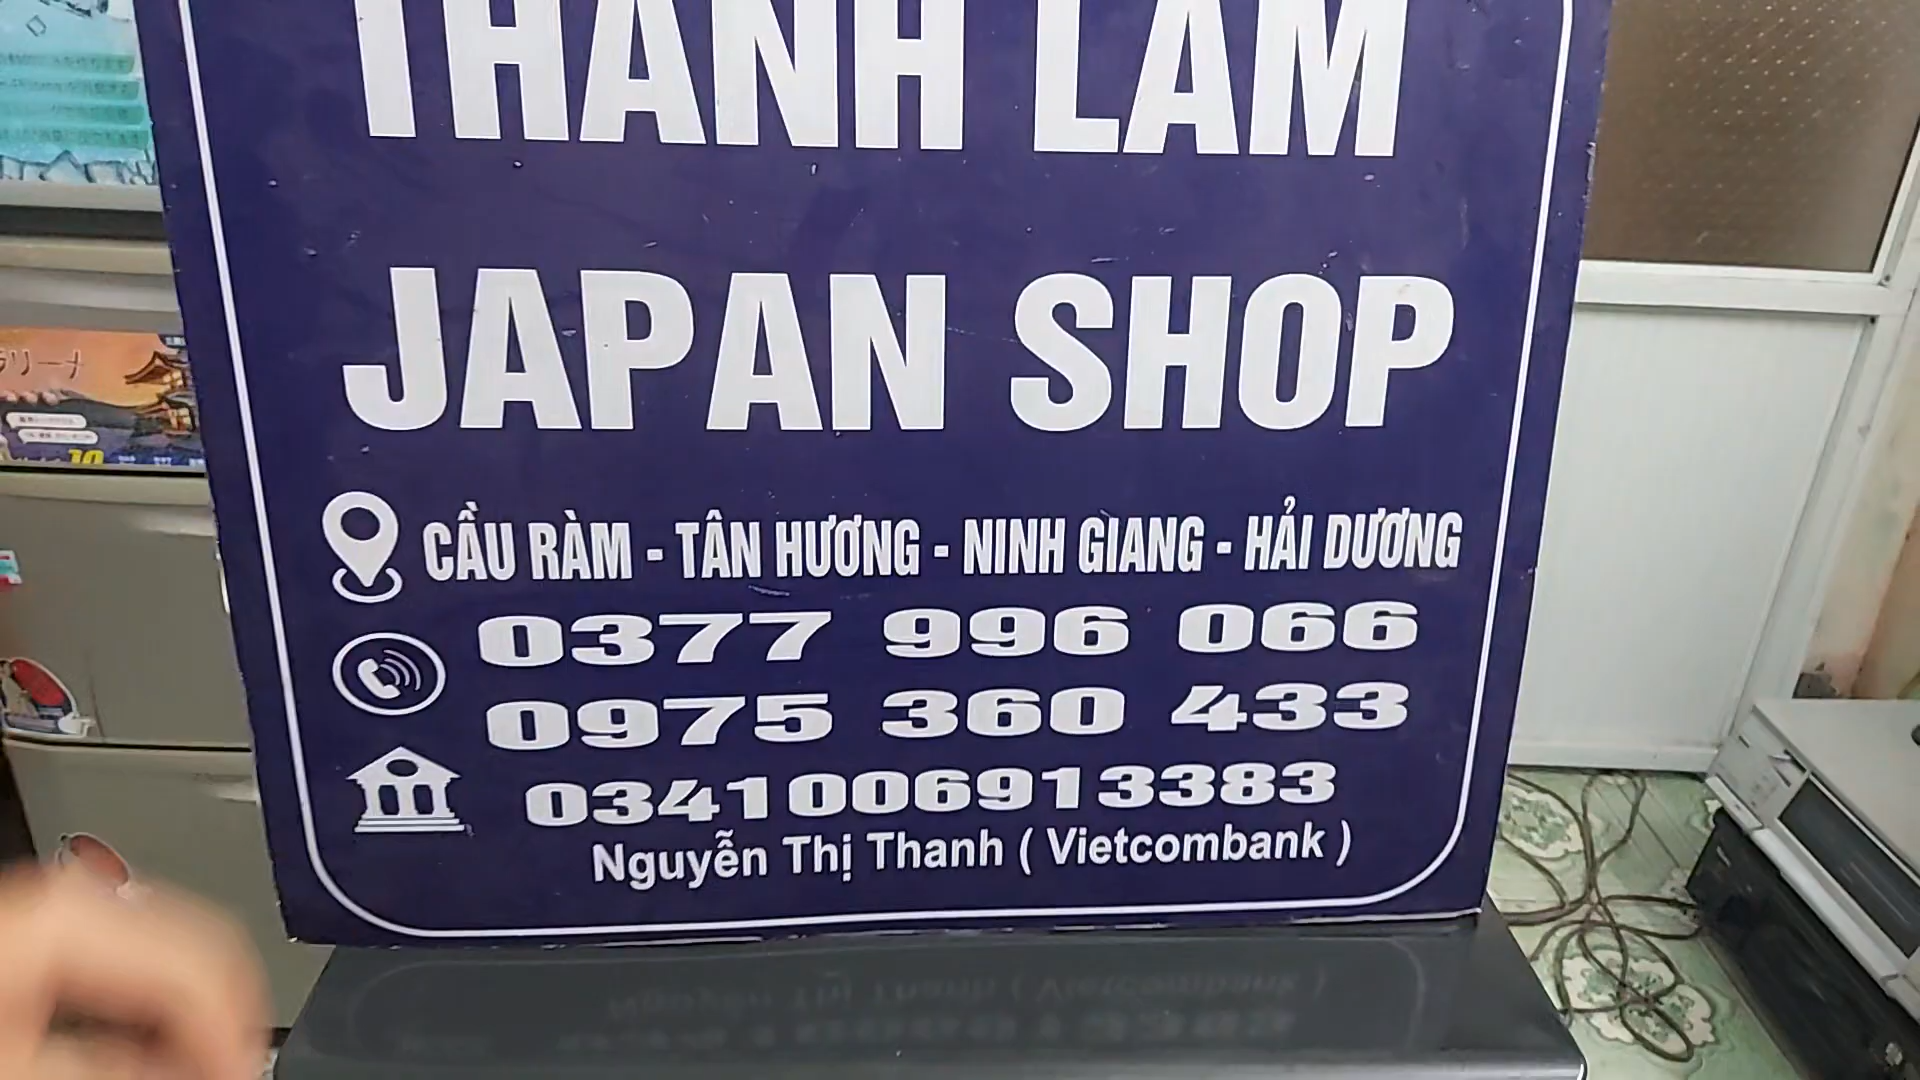 THANH LAM
JAPAN SHOP
CẦU RÀM - TÂN HƯƠNG - NINH GIANG - HẢI DƯƠNG
0377 996 066
0975 360 433
0341006913383
Nguyễn Thị Thanh ( Vietcombank )